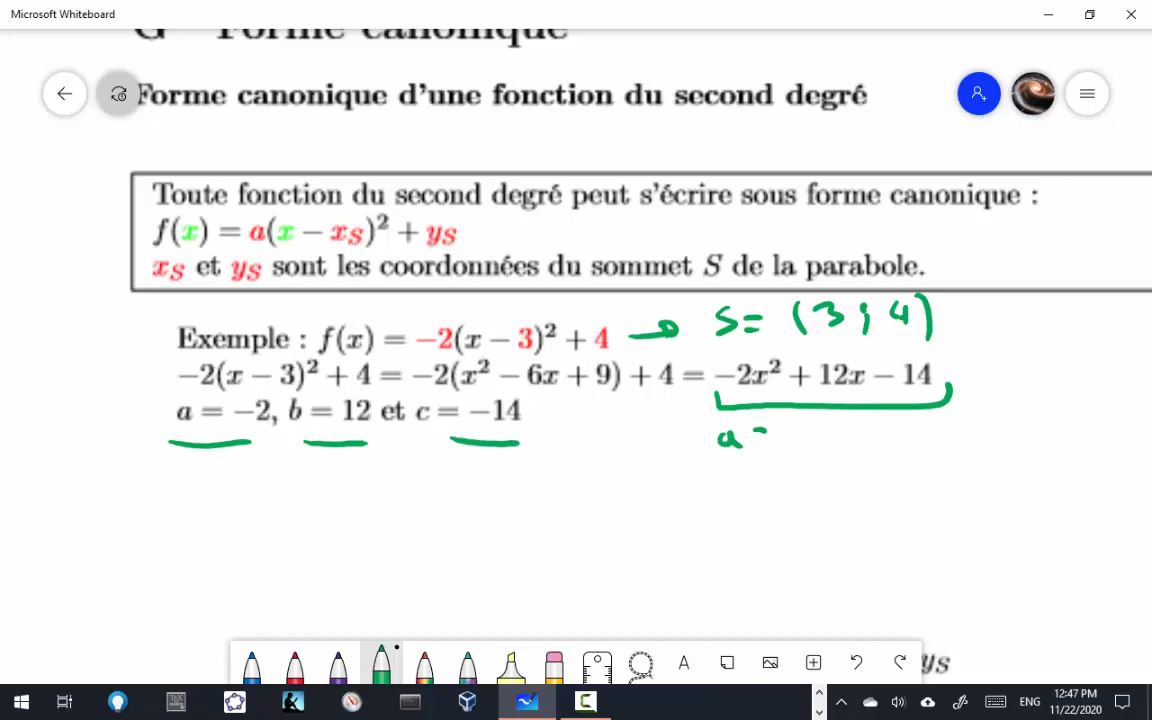 Microsoft Whiteboard
Forme canonique
Forme canonique d'une fonction du second degré
Toute fonction du second degré peut s'écrire sous forme canonique :
f(x) = a(x − xS)² + yS
xS et yS sont les coordonnées du sommet S de la parabole.
Exemple : f(x) = −2(x − 3)² + 4 → S = (3 ; 4)
−2(x − 3)² + 4 = −2(x² − 6x + 9) + 4 = −2x² + 12x − 14
a = −2, b = 12 et c = −14
a =
yS
ENG
12:47 PM
11/22/2020